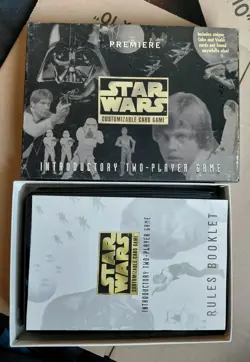 PREMIERE
Includes unique
Luke and Vader
cards not found
anywhere else!
STAR
WARS
CUSTOMIZABLE CARD GAME
INTRODUCTORY TWO-PLAYER GAME
STAR
WARS
CUSTOMIZABLE CARD GAME
INTRODUCTORY TWO-PLAYER GAME
RULES BOOKLET